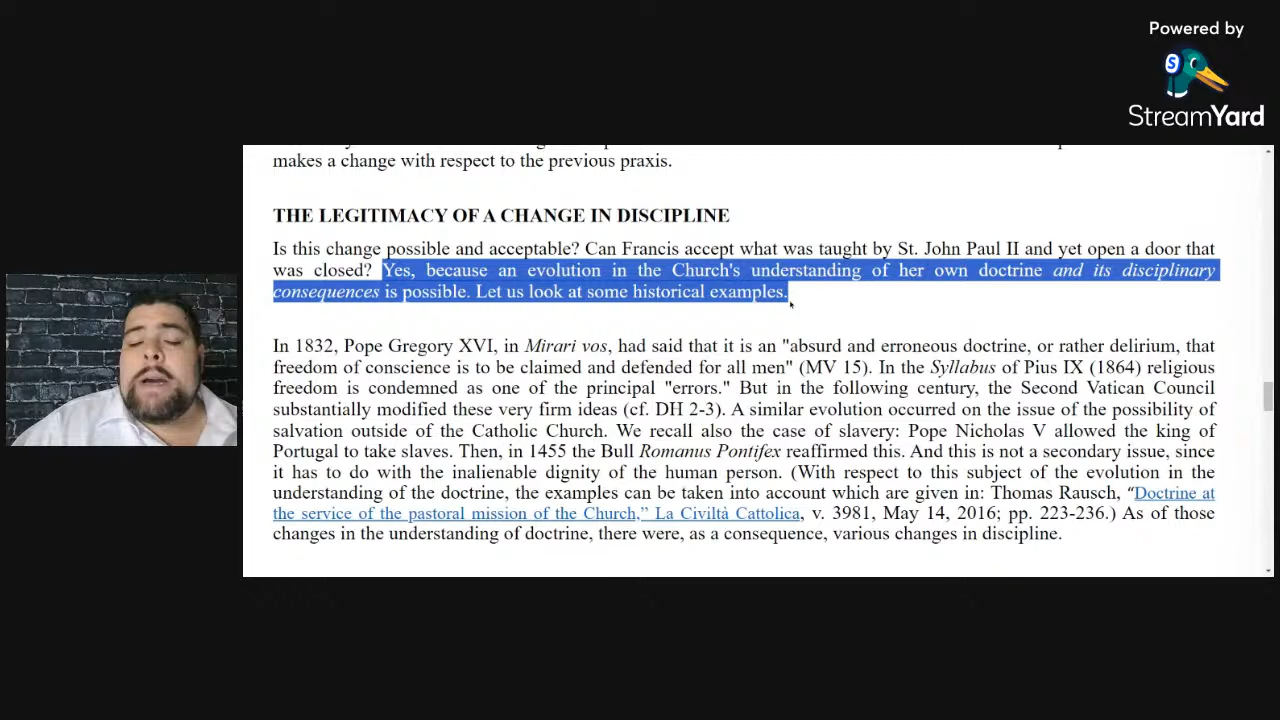 Powered by
StreamYard
makes a change with respect to the previous praxis.
THE LEGITIMACY OF A CHANGE IN DISCIPLINE
Is this change possible and acceptable? Can Francis accept what was taught by St. John Paul II and yet open a door that
was closed? Yes, because an evolution in the Church's understanding of her own doctrine and its disciplinary
consequences is possible. Let us look at some historical examples.
In 1832, Pope Gregory XVI, in Mirari vos, had said that it is an "absurd and erroneous doctrine, or rather delirium, that
freedom of conscience is to be claimed and defended for all men" (MV 15). In the Syllabus of Pius IX (1864) religious
freedom is condemned as one of the principal "errors." But in the following century, the Second Vatican Council
substantially modified these very firm ideas (cf. DH 2-3). A similar evolution occurred on the issue of the possibility of
salvation outside of the Catholic Church. We recall also the case of slavery: Pope Nicholas V allowed the king of
Portugal to take slaves. Then, in 1455 the Bull Romanus Pontifex reaffirmed this. And this is not a secondary issue, since
it has to do with the inalienable dignity of the human person. (With respect to this subject of the evolution in the
understanding of the doctrine, the examples can be taken into account which are given in: Thomas Rausch, “Doctrine at
the service of the pastoral mission of the Church,” La Civiltà Cattolica, v. 3981, May 14, 2016; pp. 223-236.) As of those
changes in the understanding of doctrine, there were, as a consequence, various changes in discipline.